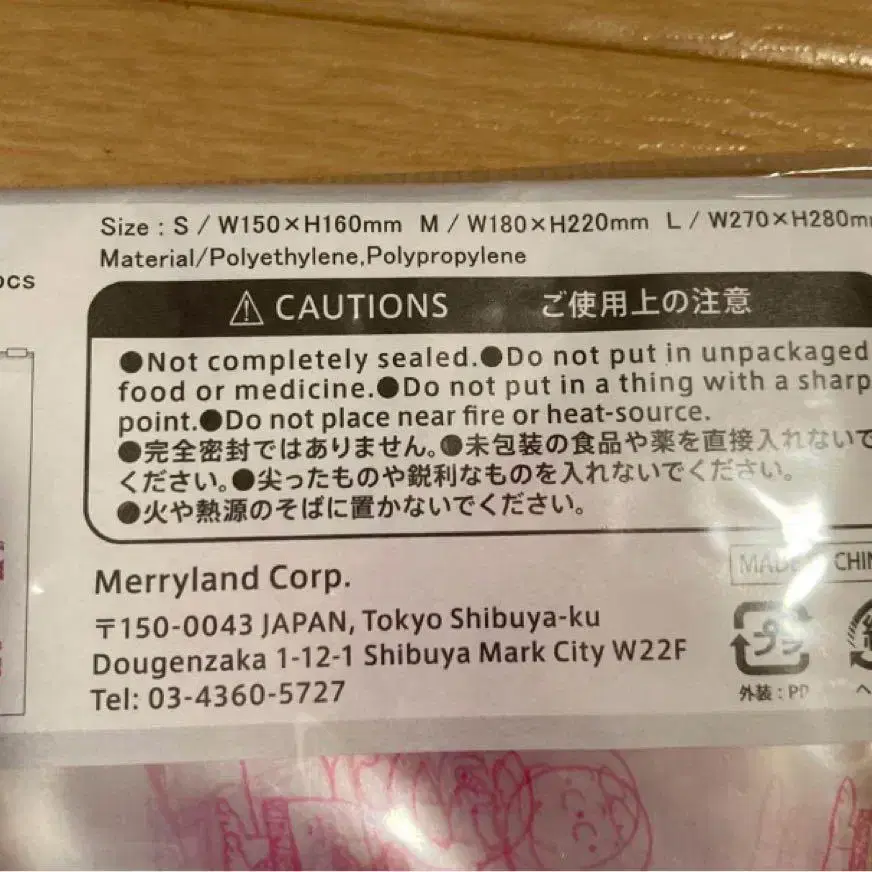 Size : S / W150×H160mm M / W180×H220mm L / W270×H280mm
Material/Polyethylene,Polypropylene
pcs
⚠ CAUTIONS ご使用上の注意
●Not completely sealed.●Do not put in unpackaged
food or medicine.●Do not put in a thing with a sharp
point.●Do not place near fire or heat-source.
●完全密封ではありません。●未包装の食品や薬を直接入れないで
ください。●尖ったものや鋭利なものを入れないでください。
●火や熱源のそばに置かないでください。
Merryland Corp.
MADE CHIN
〒150-0043 JAPAN, Tokyo Shibuya-ku
Dougenzaka 1-12-1 Shibuya Mark City W22F
Tel: 03-4360-5727
プラ
外装：PP